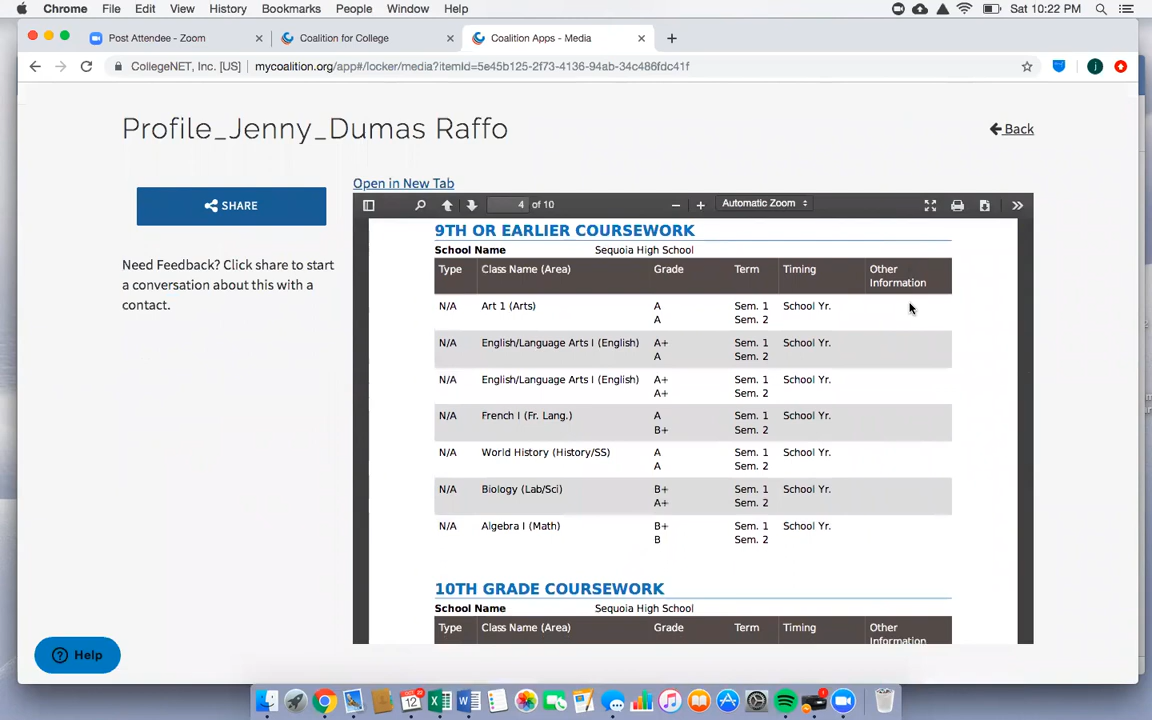 Chrome File Edit View History Bookmarks People Window Help Sat 10:22 PM
Post Attendee - Zoom Coalition for College Coalition Apps - Media
CollegeNET, Inc. [US] mycoalition.org/app#/locker/media?itemId=5e45b125-2f73-4136-94ab-34c486fdc41f
Profile_Jenny_Dumas Raffo
Back
Open in New Tab
SHARE
4 of 10 Automatic Zoom
Need Feedback? Click share to start
a conversation about this with a
contact.
9TH OR EARLIER COURSEWORK
School Name Sequoia High School
Type Class Name (Area) Grade Term Timing Other
Information
N/A Art 1 (Arts) A Sem. 1 School Yr.
A Sem. 2
N/A English/Language Arts I (English) A+ Sem. 1 School Yr.
A Sem. 2
N/A English/Language Arts I (English) A+ Sem. 1 School Yr.
A+ Sem. 2
N/A French I (Fr. Lang.) A Sem. 1 School Yr.
B+ Sem. 2
N/A World History (History/SS) A Sem. 1 School Yr.
A Sem. 2
N/A Biology (Lab/Sci) B+ Sem. 1 School Yr.
A+ Sem. 2
N/A Algebra I (Math) B+ Sem. 1 School Yr.
B Sem. 2
10TH GRADE COURSEWORK
School Name Sequoia High School
Type Class Name (Area) Grade Term Timing Other
Information
Help